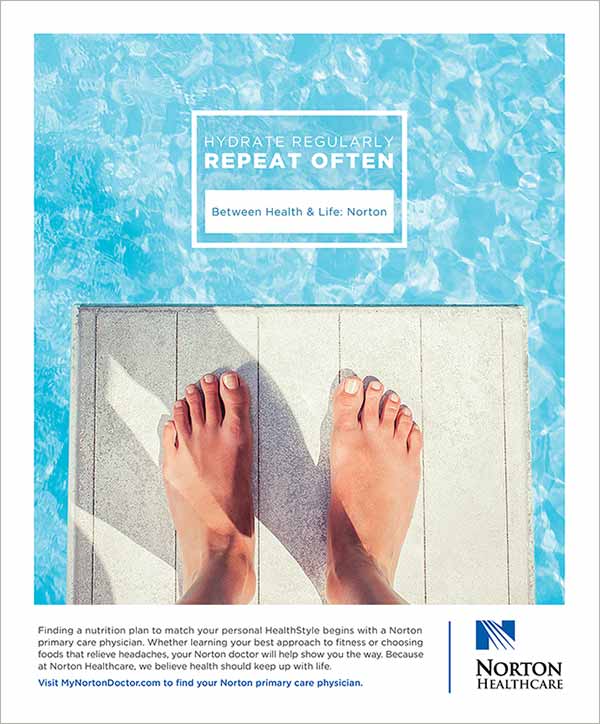 HYDRATE REGULARLY
REPEAT OFTEN
Between Health & Life: Norton
Finding a nutrition plan to match your personal HealthStyle begins with a Norton
primary care physician. Whether learning your best approach to fitness or choosing
foods that relieve headaches, your Norton doctor will help show you the way. Because
at Norton Healthcare, we believe health should keep up with life.
Visit MyNortonDoctor.com to find your Norton primary care physician.
NORTON
HEALTHCARE